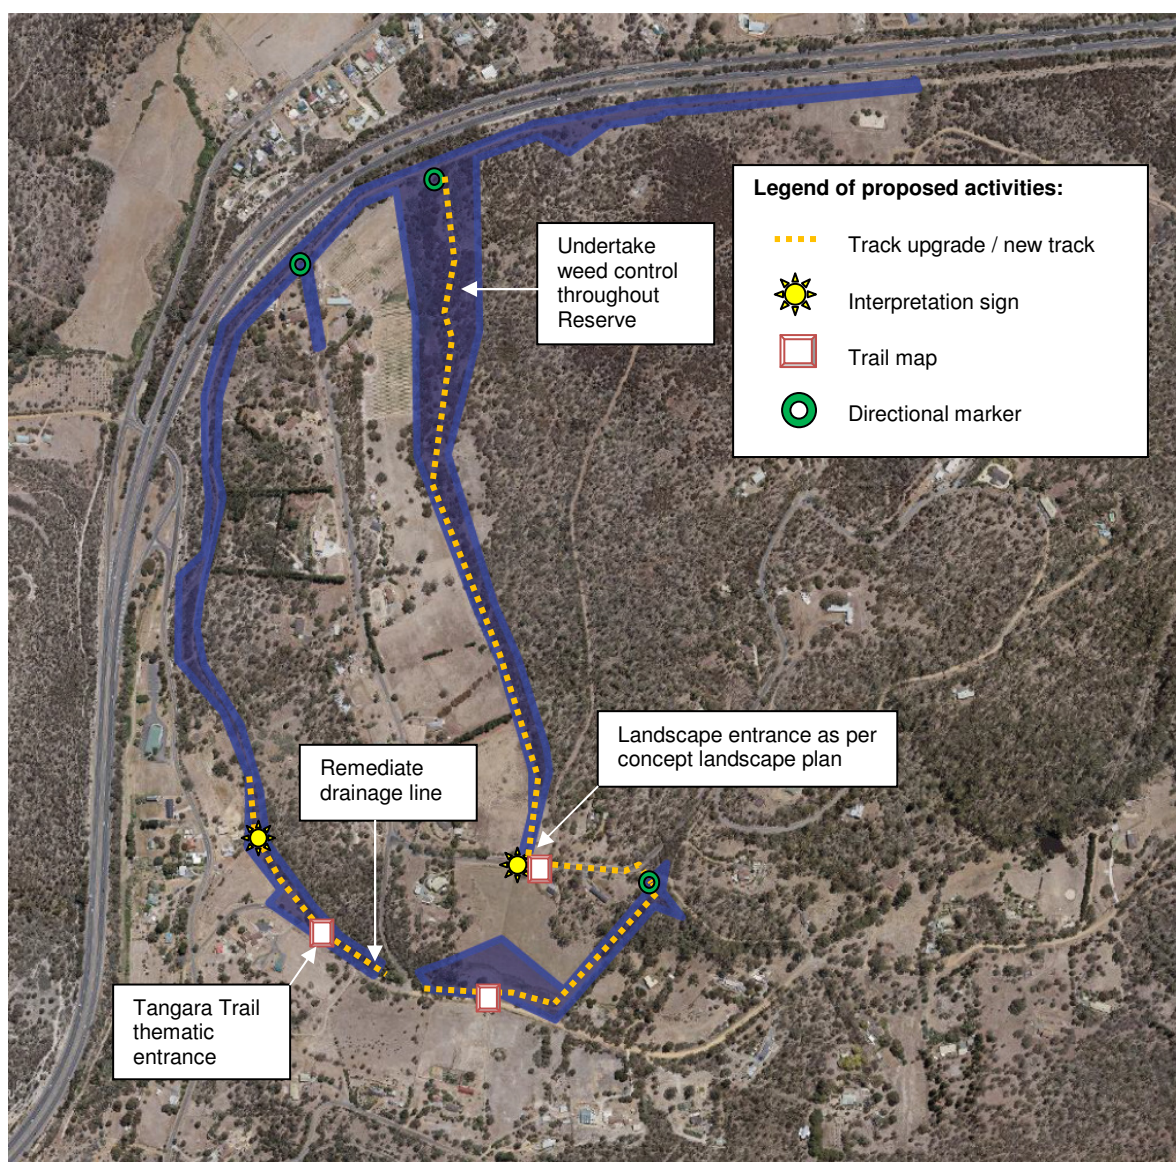 Legend of proposed activities:
Track upgrade / new track
Interpretation sign
Trail map
Directional marker
Undertake
weed control
throughout
Reserve
Landscape entrance as per
concept landscape plan
Remediate
drainage line
Tangara Trail
thematic
entrance